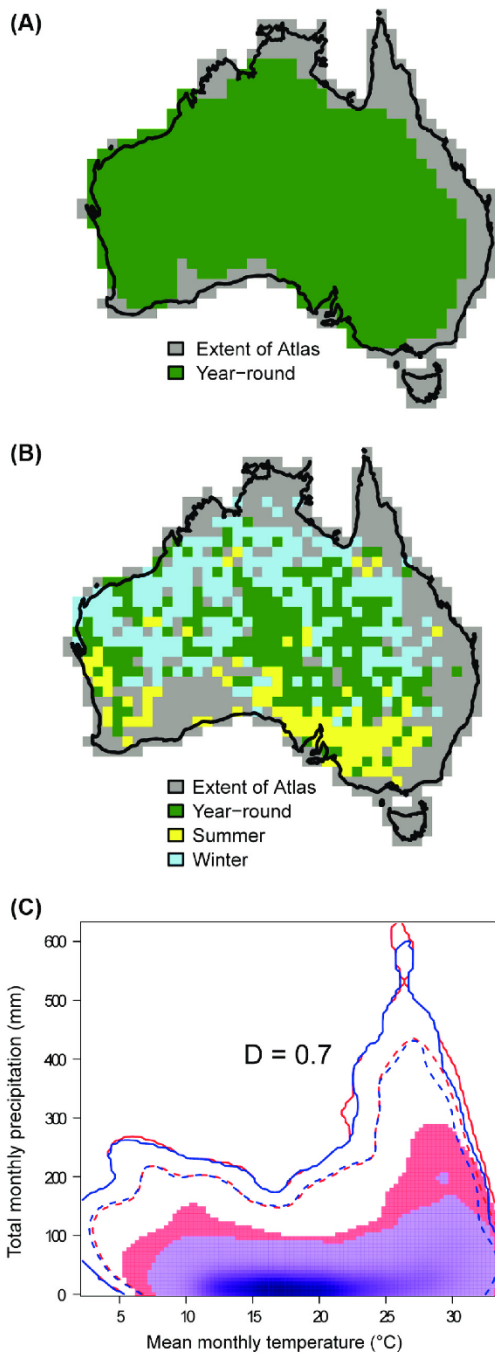 (A)
Extent of Atlas
Year−round
(B)
Extent of Atlas
Year−round
Summer
Winter
(C)
600
500
400
300
200
100
0
Total monthly precipitation (mm)
D = 0.7
5 10 15 20 25 30
Mean monthly temperature (°C)